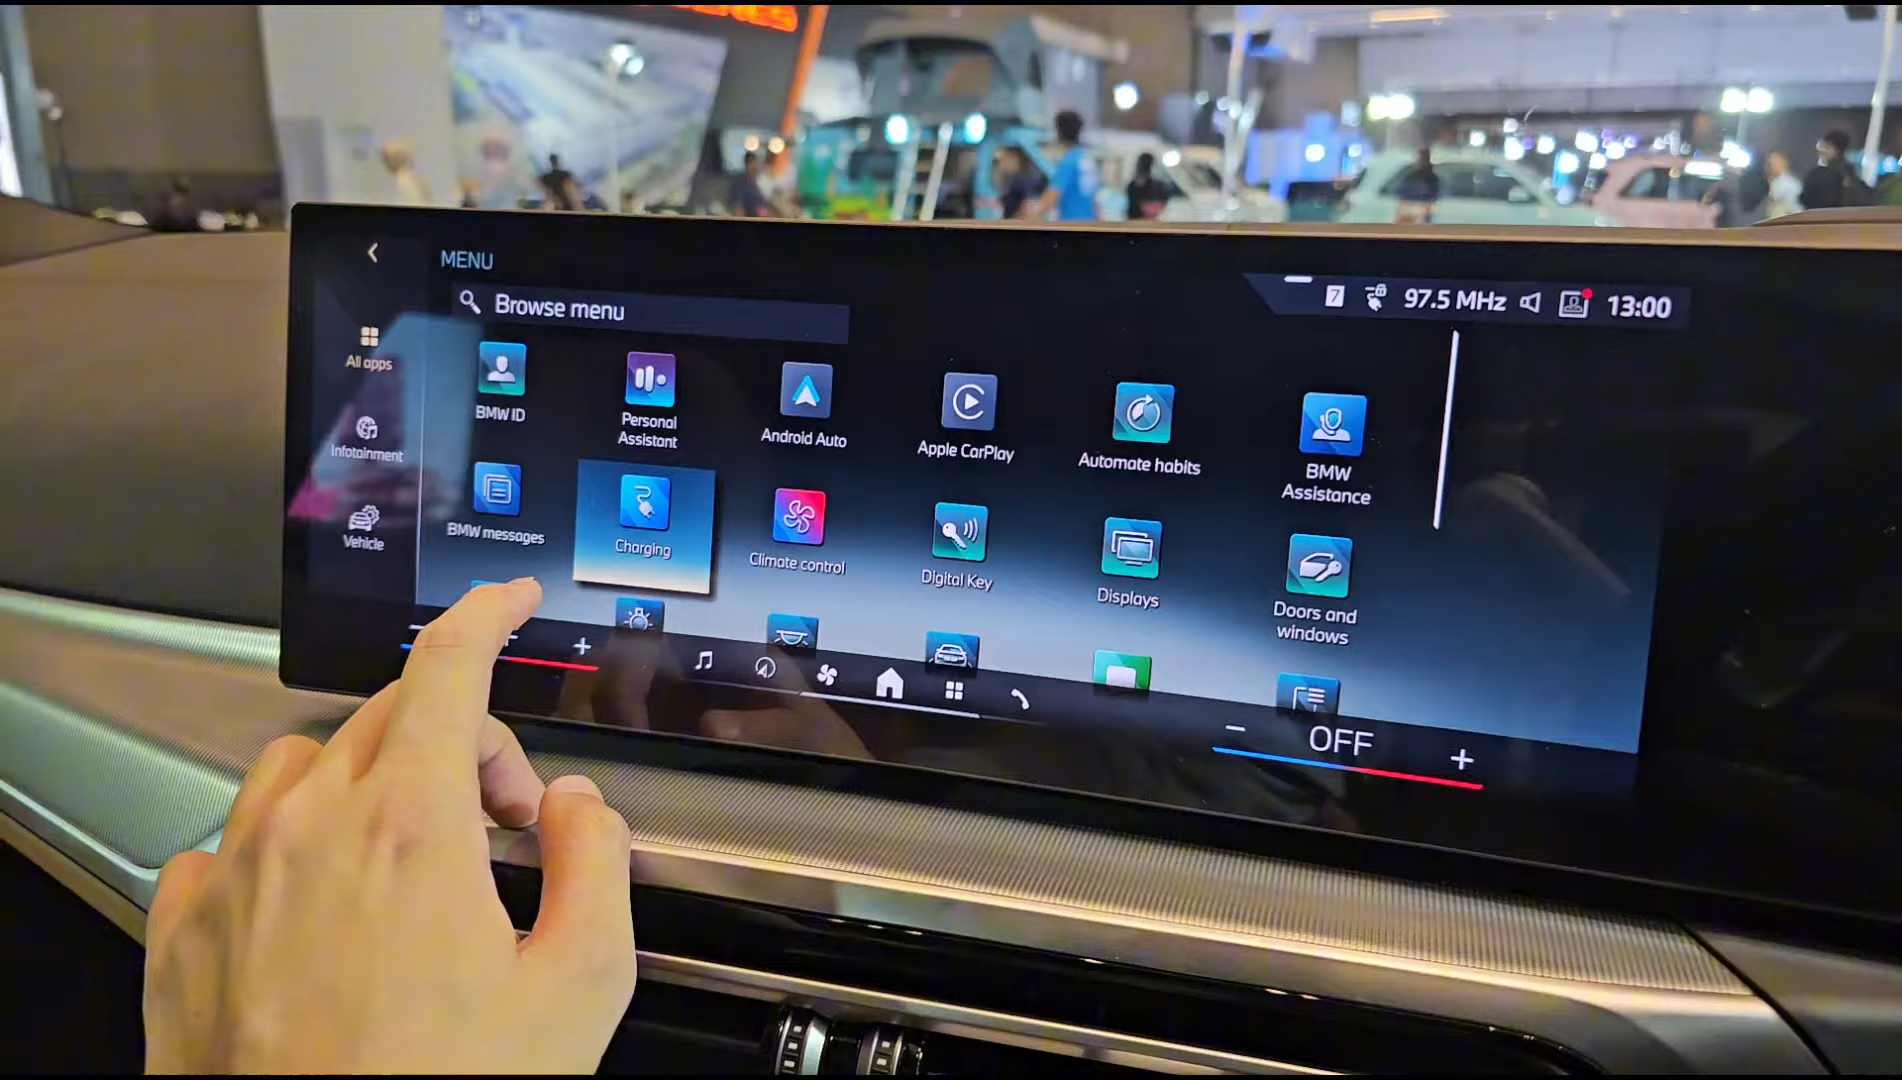 MENU
Browse menu
7
97.5 MHz
13:00
All apps
Infotainment
Vehicle
BMW ID
Personal
Assistant
Android Auto
Apple CarPlay
Automate habits
BMW
Assistance
BMW messages
Charging
Climate control
Digital Key
Displays
Doors and
windows
+
−
OFF
+